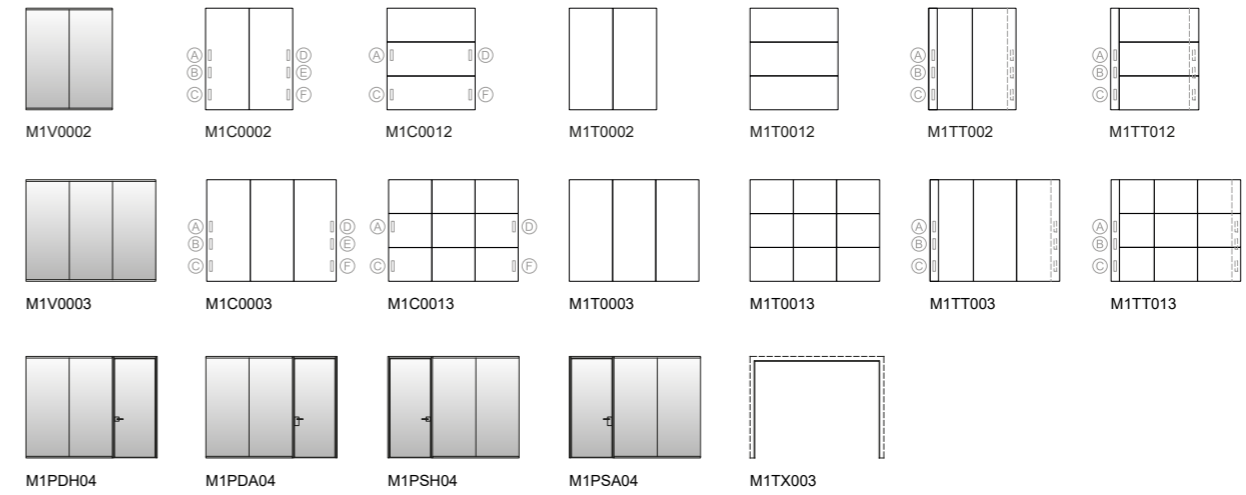 A D A D A A
B E B B
C F C F C C
M1V0002 M1C0002 M1C0012 M1T0002 M1T0012 M1TT002 M1TT012
A D A D A A
B E B B
C F C F C C
M1V0003 M1C0003 M1C0013 M1T0003 M1T0013 M1TT003 M1TT013
M1PDH04 M1PDA04 M1PSH04 M1PSA04 M1TX003